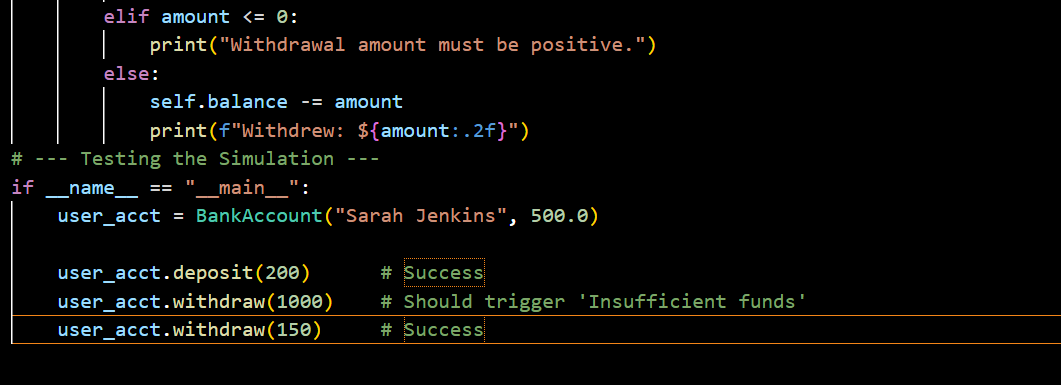 elif amount <= 0:
print("Withdrawal amount must be positive.")
else:
self.balance -= amount
print(f"Withdrew: ${amount:.2f}")
# --- Testing the Simulation ---
if __name__ == "__main__":
user_acct = BankAccount("Sarah Jenkins", 500.0)
user_acct.deposit(200) # Success
user_acct.withdraw(1000) # Should trigger 'Insufficient funds'
user_acct.withdraw(150) # Success